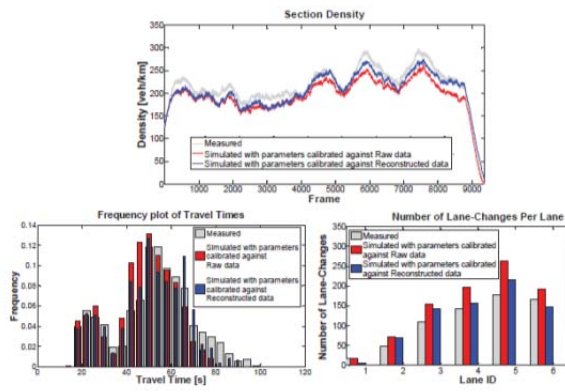 Section Density
Density [veh/km]
350
300
250
200
150
100
50
0
1000 2000 3000 4000 5000 6000 7000 8000 9000
Frame
Measured
Simulated with parameters calibrated against Raw data
Simulated with parameters calibrated against Reconstructed data
Frequency plot of Travel Times
Frequency
0.14
0.12
0.1
0.08
0.06
0.04
0.02
0
20 40 60 80 100 120
Travel Time [s]
Measured
Simulated with parameters
calibrated against
Raw data
Simulated with parameters
calibrated against
Reconstructed data
Number of Lane-Changes Per Lane
Number of Lane-Changes
350
300
250
200
150
100
50
0
1 2 3 4 5 6
Lane ID
Measured
Simulated with parameters calibrated
against Raw data
Simulated with parameters calibrated
against Reconstructed data